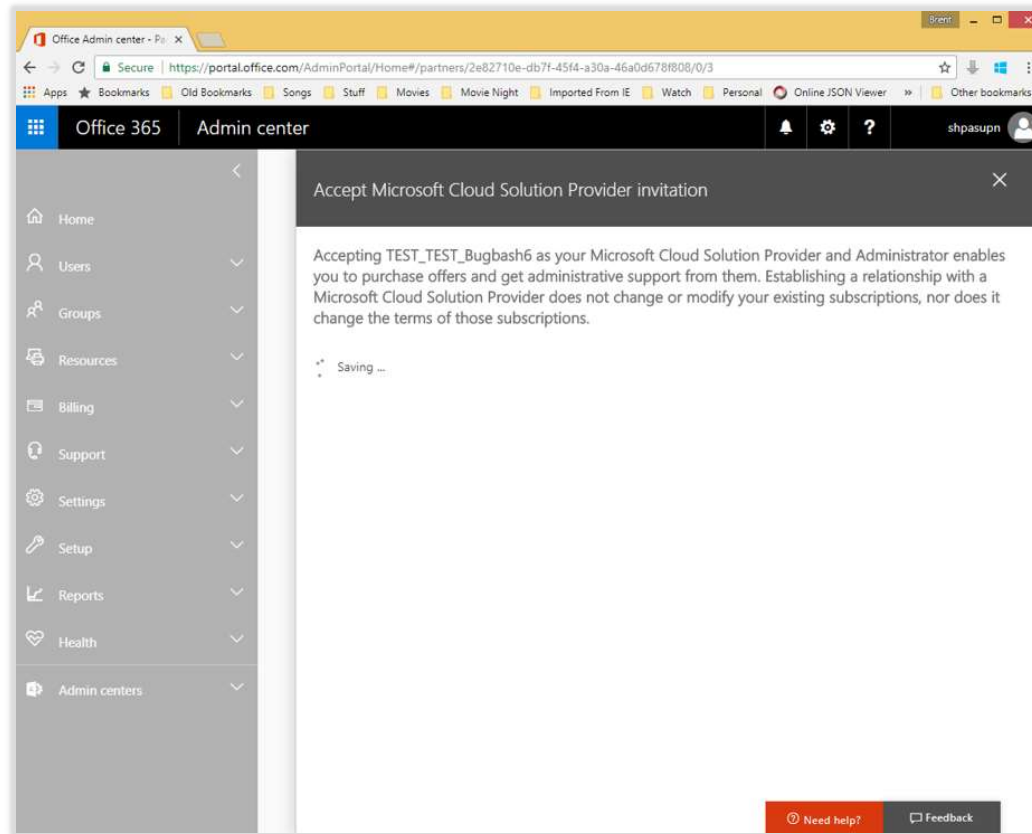 Brent
Office Admin center - Pa
Secure | https://portal.office.com/AdminPortal/Home#/partners/2e82710e-db7f-45f4-a30a-46a0d678f808/0/3
Apps Bookmarks Old Bookmarks Songs Stuff Movies Movie Night Imported From IE Watch Personal Online JSON Viewer » Other bookmarks
Office 365 Admin center ? shpasupn
Accept Microsoft Cloud Solution Provider invitation
Accepting TEST_TEST_Bugbash6 as your Microsoft Cloud Solution Provider and Administrator enables
you to purchase offers and get administrative support from them. Establishing a relationship with a
Microsoft Cloud Solution Provider does not change or modify your existing subscriptions, nor does it
change the terms of those subscriptions.
Saving ...
Home
Users
Groups
Resources
Billing
Support
Settings
Setup
Reports
Health
Admin centers
Need help? Feedback